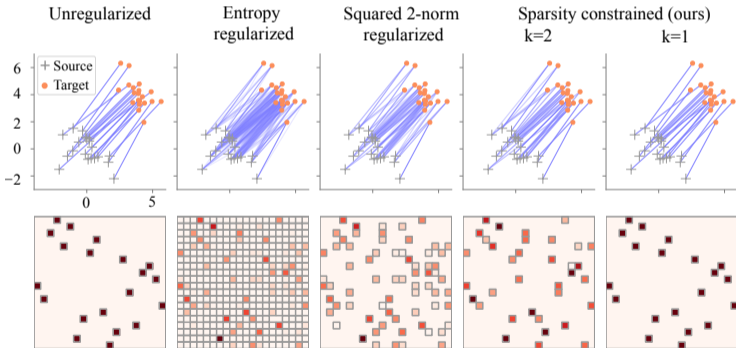 Unregularized
Entropy
regularized
Squared 2-norm
regularized
Sparsity constrained (ours)
k=2
k=1
Source
Target
6
4
2
0
−2
0
5